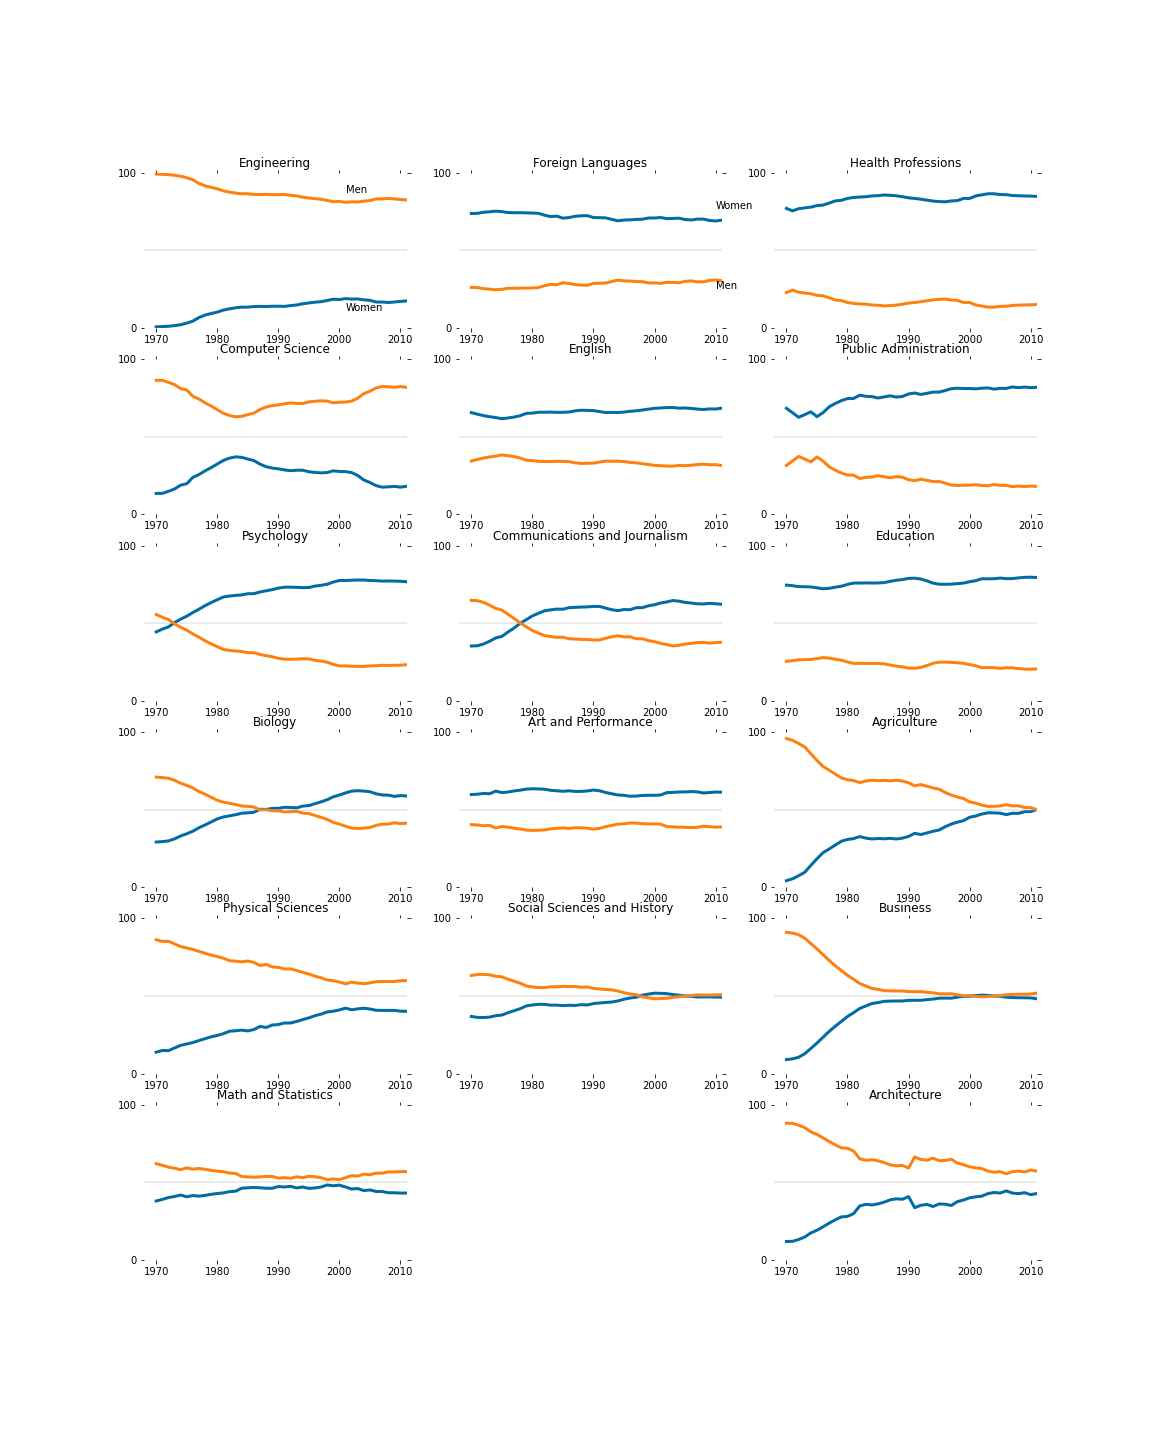 Engineering Foreign Languages Health Professions
100 100 100
Men
Women
Men
Women
0 0 0
1970 1980 1990 2000 2010 1970 1980 1990 2000 2010 1970 1980 1990 2000 2010
Computer Science English Public Administration
100 100 100
0 0 0
1970 1980 1990 2000 2010 1970 1980 1990 2000 2010 1970 1980 1990 2000 2010
Psychology Communications and Journalism Education
100 100 100
0 0 0
1970 1980 1990 2000 2010 1970 1980 1990 2000 2010 1970 1980 1990 2000 2010
Biology Art and Performance Agriculture
100 100 100
0 0 0
1970 1980 1990 2000 2010 1970 1980 1990 2000 2010 1970 1980 1990 2000 2010
Physical Sciences Social Sciences and History Business
100 100 100
0 0 0
1970 1980 1990 2000 2010 1970 1980 1990 2000 2010 1970 1980 1990 2000 2010
Math and Statistics Architecture
100 100
0 0
1970 1980 1990 2000 2010 1970 1980 1990 2000 2010